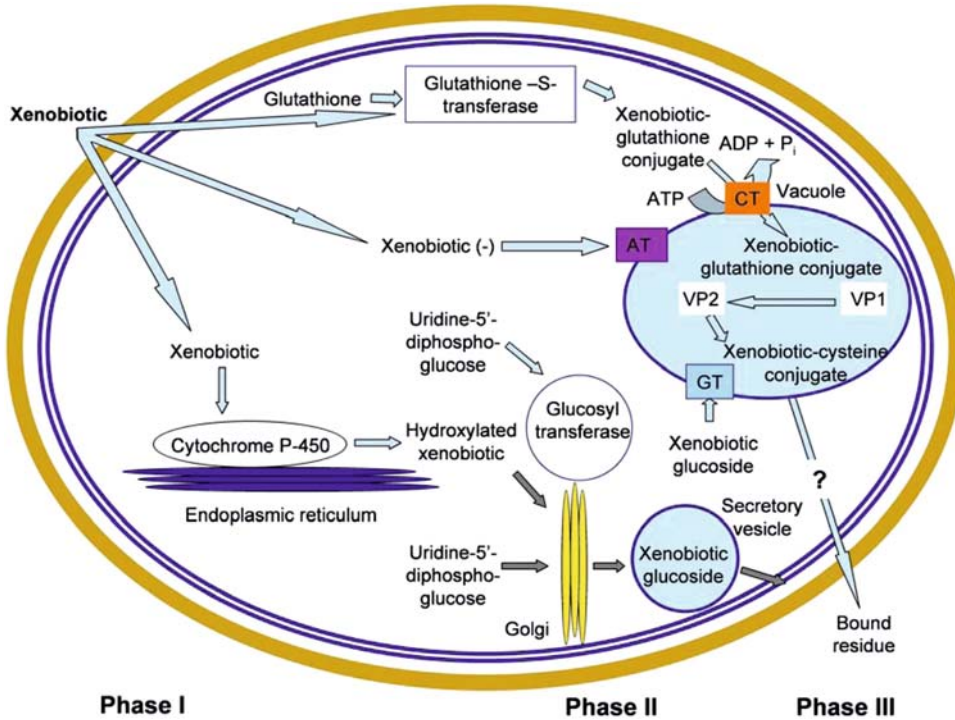 Xenobiotic
Glutathione
Glutathione –S-
transferase
Xenobiotic-
glutathione
conjugate
ADP + Pi
ATP
CT
Vacuole
Xenobiotic (-)
AT
Xenobiotic-
glutathione conjugate
VP2
VP1
Xenobiotic-cysteine
conjugate
GT
Xenobiotic
glucoside
Xenobiotic
Uridine-5'-
diphospho-
glucose
Glucosyl
transferase
Cytochrome P-450
Hydroxylated
xenobiotic
Endoplasmic reticulum
?
Secretory
vesicle
Uridine-5'-
diphospho-
glucose
Xenobiotic
glucoside
Golgi
Bound
residue
Phase I
Phase II
Phase III